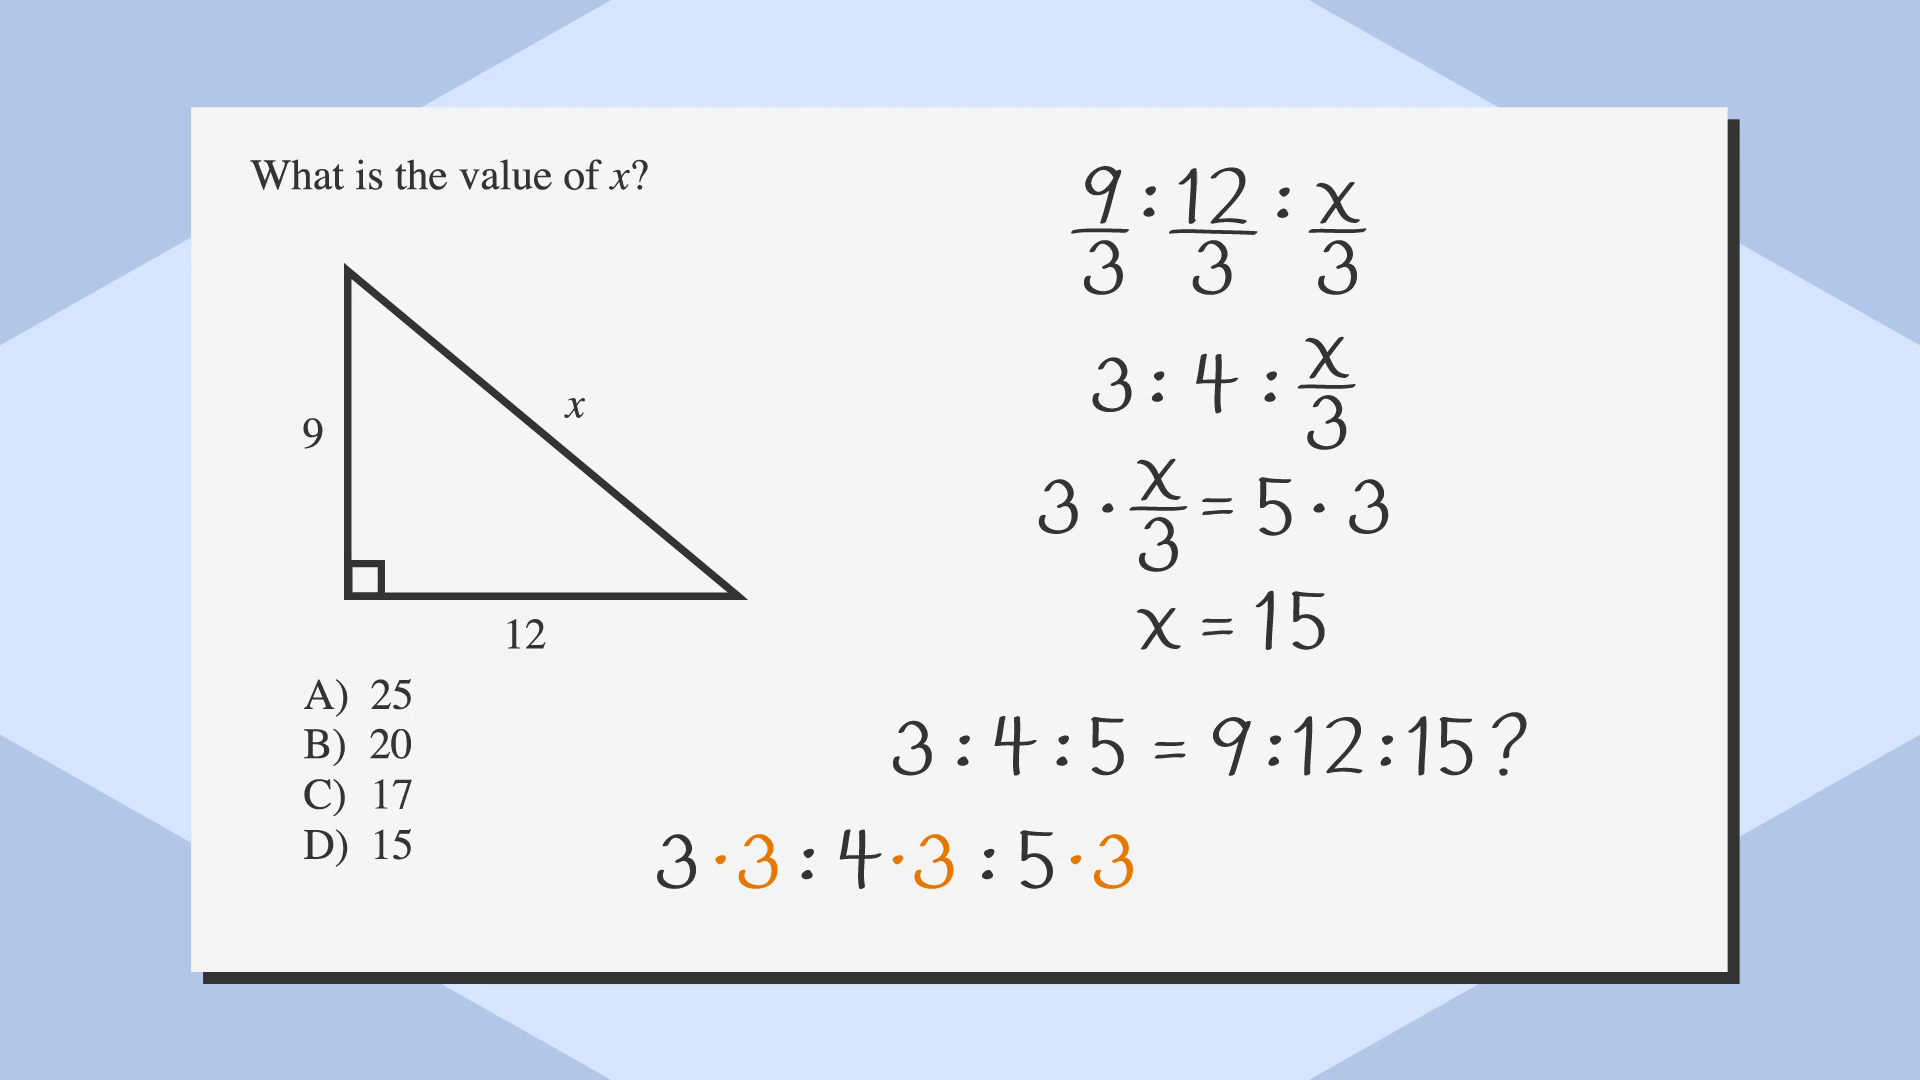 What is the value of x?
9
x
12
A) 25
B) 20
C) 17
D) 15
9/3 : 12/3 : x/3
3 : 4 : x/3
3 · x/3 = 5 · 3
x = 15
3 : 4 : 5 = 9 : 12 : 15 ?
3 · 3 : 4 · 3 : 5 · 3